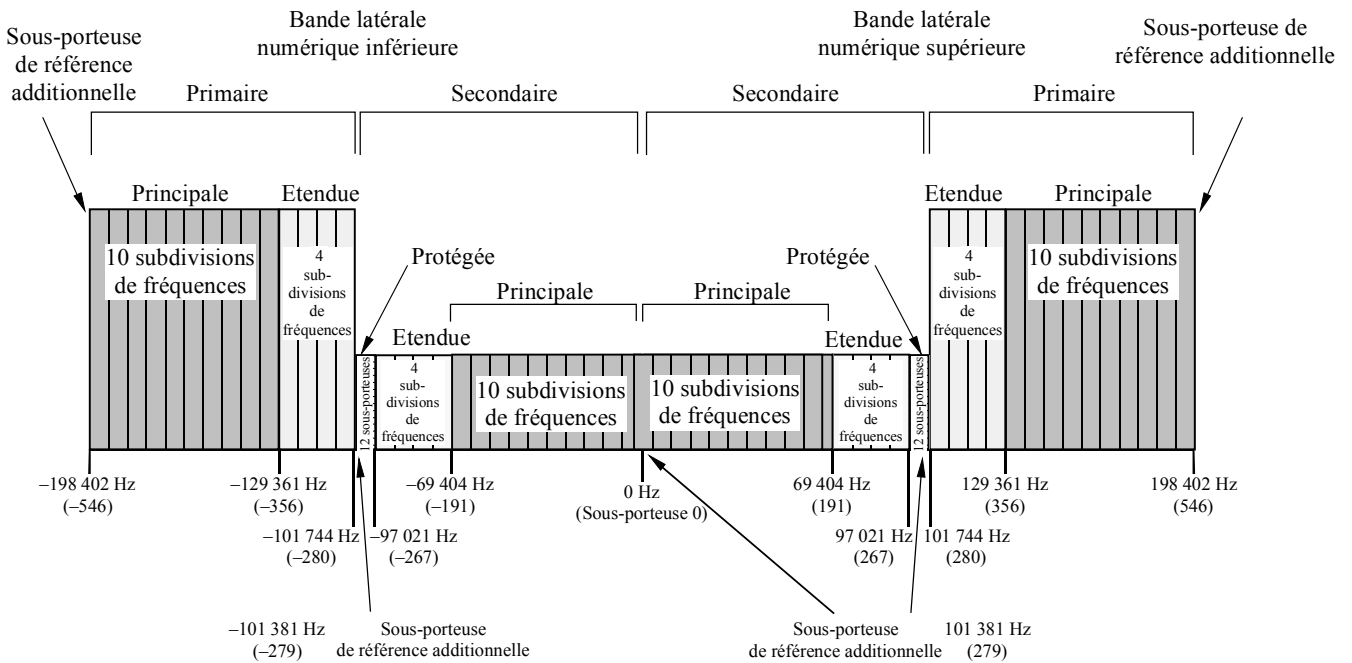 Sous-porteuse
de référence
additionnelle
Bande latérale
numérique inférieure
Bande latérale
numérique supérieure
Sous-porteuse de
référence additionnelle
Primaire
Secondaire
Secondaire
Primaire
Principale
Etendue
Etendue
Principale
10 subdivisions
de fréquences
4
sub-
divisions
de
fréquences
Protégée
Protégée
4
sub-
divisions
de
fréquences
10 subdivisions
de fréquences
Principale
Principale
Etendue
Etendue
12 sous-porteuses
4
sub-
divisions
de
fréquences
10 subdivisions
de fréquences
10 subdivisions
de fréquences
4
sub-
divisions
de
fréquences
12 sous-porteuses
–198 402 Hz
(–546)
–129 361 Hz
(–356)
–69 404 Hz
(–191)
0 Hz
(Sous-porteuse 0)
69 404 Hz
(191)
129 361 Hz
(356)
198 402 Hz
(546)
–101 744 Hz
(–280)
–97 021 Hz
(–267)
97 021 Hz
(267)
101 744 Hz
(280)
–101 381 Hz
(–279)
Sous-porteuse
de référence additionnelle
Sous-porteuse
de référence additionnelle
101 381 Hz
(279)